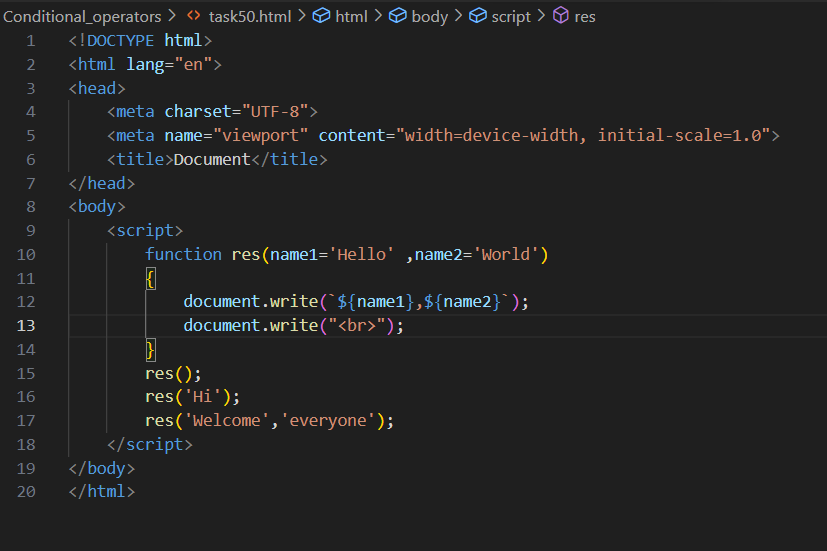 Conditional_operators > <> task50.html > html > body > script > res
1 <!DOCTYPE html>
2 <html lang="en">
3 <head>
4     <meta charset="UTF-8">
5     <meta name="viewport" content="width=device-width, initial-scale=1.0">
6     <title>Document</title>
7 </head>
8 <body>
9     <script>
10         function res(name1='Hello' ,name2='World')
11         {
12             document.write(`${name1},${name2}`);
13             document.write("<br>");
14         }
15         res();
16         res('Hi');
17         res('Welcome','everyone');
18     </script>
19 </body>
20 </html>